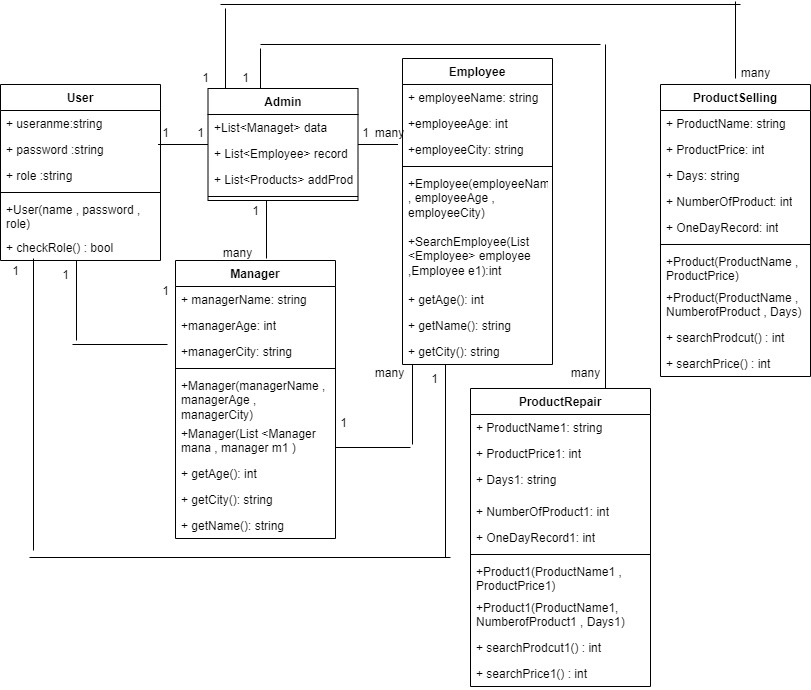 User
+ useranme:string
+ password :string
+ role :string
+User(name , password ,
role)
+ checkRole() : bool
1
1
1
1
1
1
Admin
+List<Managet> data
+ List<Employee> record
+ List<Products> addProd
1
many
1
many
1
Manager
+ managerName: string
+managerAge: int
+managerCity: string
+Manager(managerName ,
managerAge ,
managerCity)
+Manager(List <Manager
mana , manager m1 )
+ getAge(): int
+ getCity(): string
+ getName(): string
1
Employee
+ employeeName: string
+employeeAge: int
+employeeCity: string
+Employee(employeeNam
, employeeAge ,
employeeCity)
+SearchEmployee(List
<Employee> employee
,Employee e1):int
+ getAge(): int
+ getName(): string
+ getCity(): string
many
1
many
ProductRepair
+ ProductName1: string
+ ProductPrice1: int
+ Days1: string
+ NumberOfProduct1: int
+ OneDayRecord1: int
+Product1(ProductName1 ,
ProductPrice1)
+Product1(ProductName1,
NumberofProduct1 , Days1)
+ searchProdcut1() : int
+ searchPrice1() : int
many
ProductSelling
+ ProductName: string
+ ProductPrice: int
+ Days: string
+ NumberOfProduct: int
+ OneDayRecord: int
+Product(ProductName ,
ProductPrice)
+Product(ProductName ,
NumberofProduct , Days)
+ searchProdcut() : int
+ searchPrice() : int